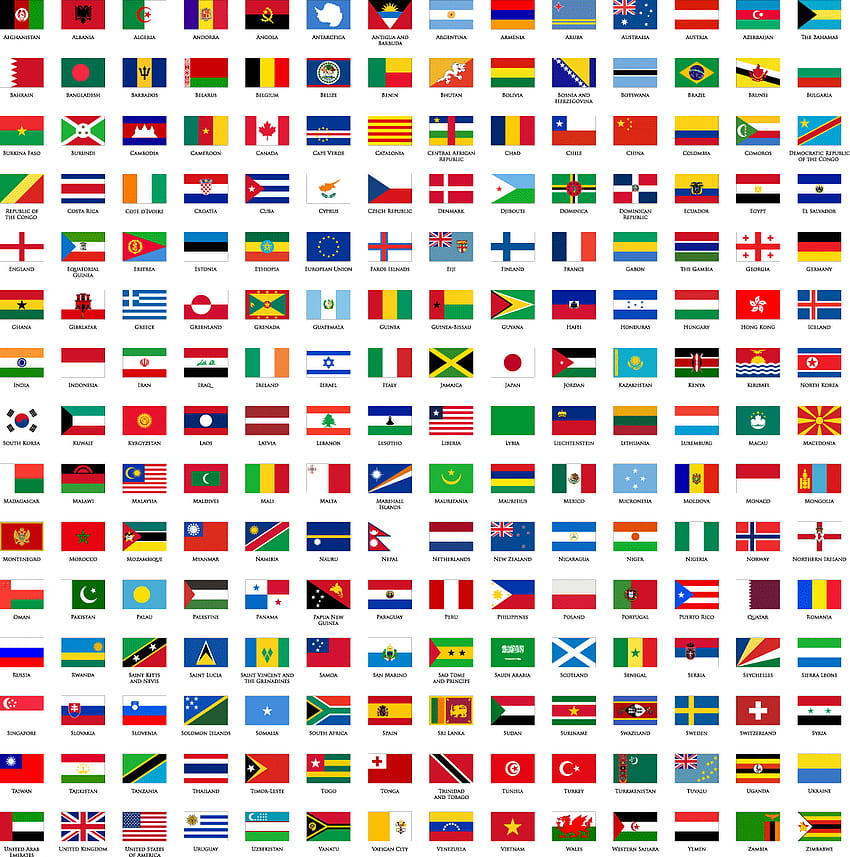 AFGHANISTAN
ALBANIA
ALGERIA
ANDORRA
ANGOLA
ANTARCTICA
ANTIGUA AND
BARBUDA
ARGENTINA
ARMENIA
ARUBA
AUSTRALIA
AUSTRIA
AZERBAIJAN
THE BAHAMAS
BAHRAIN
BANGLADESH
BARBADOS
BELARUS
BELGIUM
BELIZE
BENIN
BHUTAN
BOLIVIA
BOSNIA AND
HERZEGOVINA
BOTSWANA
BRAZIL
BRUNEI
BULGARIA
BURKINA FASO
BURUNDI
CAMBODIA
CAMEROON
CANADA
CAPE VERDE
CATALONIA
CENTRAL AFRICAN
REPUBLIC
CHAD
CHILE
CHINA
COLOMBIA
COMOROS
DEMOCRATIC REPUBLIC
OF THE CONGO
REPUBLIC OF
THE CONGO
COSTA RICA
COTE D'IVOIRE
CROATIA
CUBA
CYPRUS
CZECH REPUBLIC
DENMARK
DJIBOUTI
DOMINICA
DOMINICAN
REPUBLIC
ECUADOR
EGYPT
EL SALVADOR
ENGLAND
EQUATORIAL
GUINEA
ERITREA
ESTONIA
ETHIOPIA
EUROPEAN UNION
FAROE ISLNADS
FIJI
FINLAND
FRANCE
GABON
THE GAMBIA
GEORGIA
GERMANY
GHANA
GIBRLATAR
GREECE
GREENLAND
GRENADA
GUATEMALA
GUINEA
GUINEA-BISSAU
GUYANA
HAITI
HONDURAS
HUNGARY
HONG KONG
ICELAND
INDIA
INDONESIA
IRAN
IRAQ
IRELAND
ISRAEL
ITALY
JAMAICA
JAPAN
JORDAN
KAZAKHSTAN
KENYA
KIRIBATI
NORTH KOREA
SOUTH KOREA
KUWAIT
KYRGYZSTAN
LAOS
LATVIA
LEBANON
LESOTHO
LIBERIA
LYBIA
LIECHTENSTEIN
LITHUANIA
LUXEMBURG
MACAU
MACEDONIA
MADAGASCAR
MALAWI
MALAYSIA
MALDIVES
MALI
MALTA
MARSHALL
ISLANDS
MAURITANIA
MAURITIUS
MEXICO
MICRONESIA
MOLDOVA
MONACO
MONGOLIA
MONTENEGRO
MOROCCO
MOZAMBIQUE
MYANMAR
NAMIBIA
NAURU
NEPAL
NETHERLANDS
NEW ZEALAND
NICARAGUA
NIGER
NIGERIA
NORWAY
NORTHERN IRELAND
OMAN
PAKISTAN
PALAU
PALESTINE
PANAMA
PAPUA NEW
GUINEA
PARAGUAY
PERU
PHILIPPINES
POLAND
PORTUGAL
PUERTO RICO
QATAR
ROMANIA
RUSSIA
RWANDA
SAINT KITTS
AND NEVIS
SAINT LUCIA
SAINT VINCENT AND
THE GRENADINES
SAMOA
SAN MARINO
SAO TOME
AND PRINCIPE
SAUDI ARABIA
SCOTLAND
SENEGAL
SERBIA
SEYCHELLES
SIERRA LEONE
SINGAPORE
SLOVAKIA
SLOVENIA
SOLOMON ISLANDS
SOMALIA
SOUTH AFRICA
SPAIN
SRI LANKA
SUDAN
SURINAME
SWAZILAND
SWEDEN
SWITZERLAND
SYRIA
TAIWAN
TAJIKISTAN
TANZANIA
THAILAND
TIMOR-LESTE
TOGO
TONGA
TRINIDAD
AND TOBAGO
TUNISIA
TURKEY
TURKMENISTAN
TUVALU
UGANDA
UKRAINE
UNITED ARAB
EMIRATES
UNITED KINGDOM
UNITED STATES
OF AMERICA
URUGUAY
UZBEKISTAN
VANATU
VATICAN CITY
VENEZUELA
VIETNAM
WALES
WESTERN SAHARA
YEMEN
ZAMBIA
ZIMBABWE